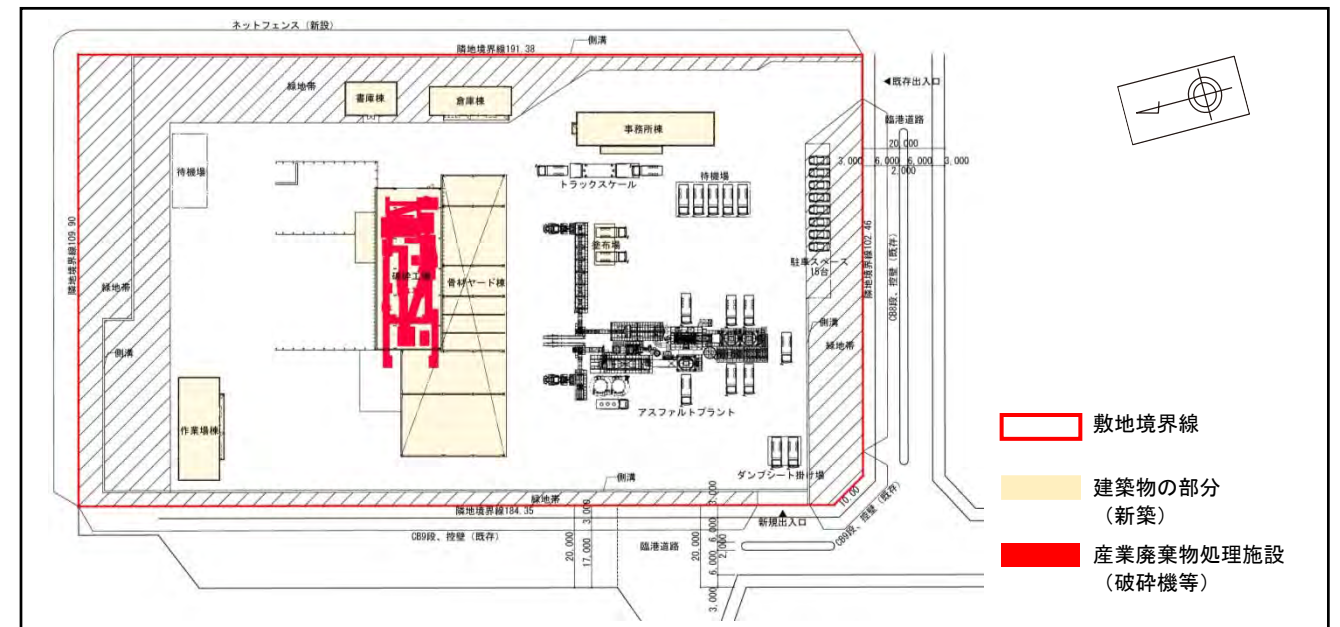 ネットフェンス（新設）
側溝
隣地境界線191.38
緑地帯
書庫棟
倉庫棟
事務所棟
◀既存出入口
臨港道路
20,000
3,000 6,000 6,000 3,000
2,000
待機場
トラックスケール
待機場
隣地境界線109.90
塗布場
駐車スペース
15台
隣地境界線102.46
CB8段、控壁（既存）
骨材ヤード棟
緑地帯
側溝
側溝
緑地帯
アスファルトプラント
作業場棟
ダンプシート掛け場
側溝
緑地帯
隣地境界線184.35
10.00
新規出入口
CB9段、控壁（既存）
CB9段、控壁（既存）
臨港道路
20,000
17,000 3,000
20,000
3,000 6,000 2,000 6,000 3,000
敷地境界線
建築物の部分
（新築）
産業廃棄物処理施設
（破砕機等）